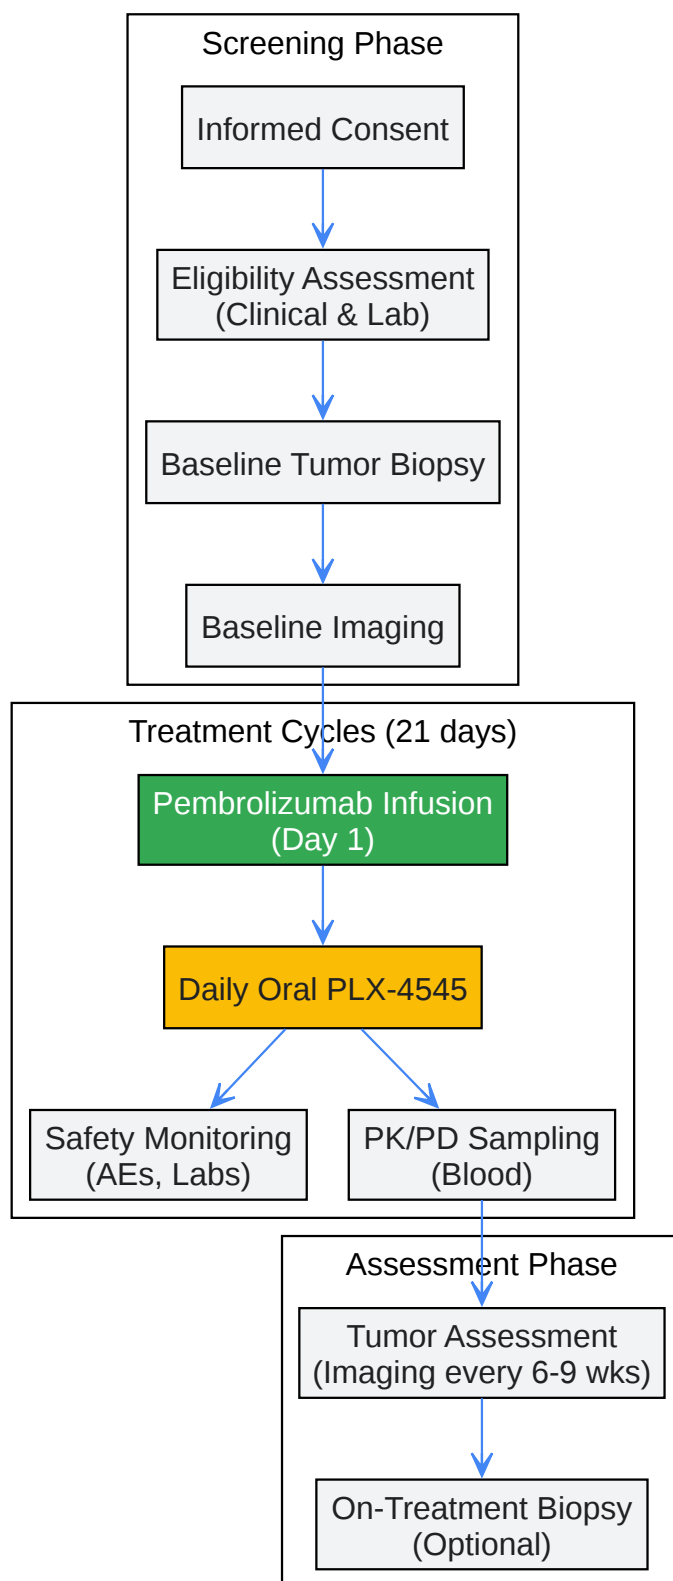 Screening Phase
Informed Consent
Eligibility Assessment
(Clinical & Lab)
Baseline Tumor Biopsy
Baseline Imaging
Treatment Cycles (21 days)
Pembrolizumab Infusion
(Day 1)
Daily Oral PLX-4545
Safety Monitoring
(AEs, Labs)
PK/PD Sampling
(Blood)
Assessment Phase
Tumor Assessment
(Imaging every 6-9 wks)
On-Treatment Biopsy
(Optional)